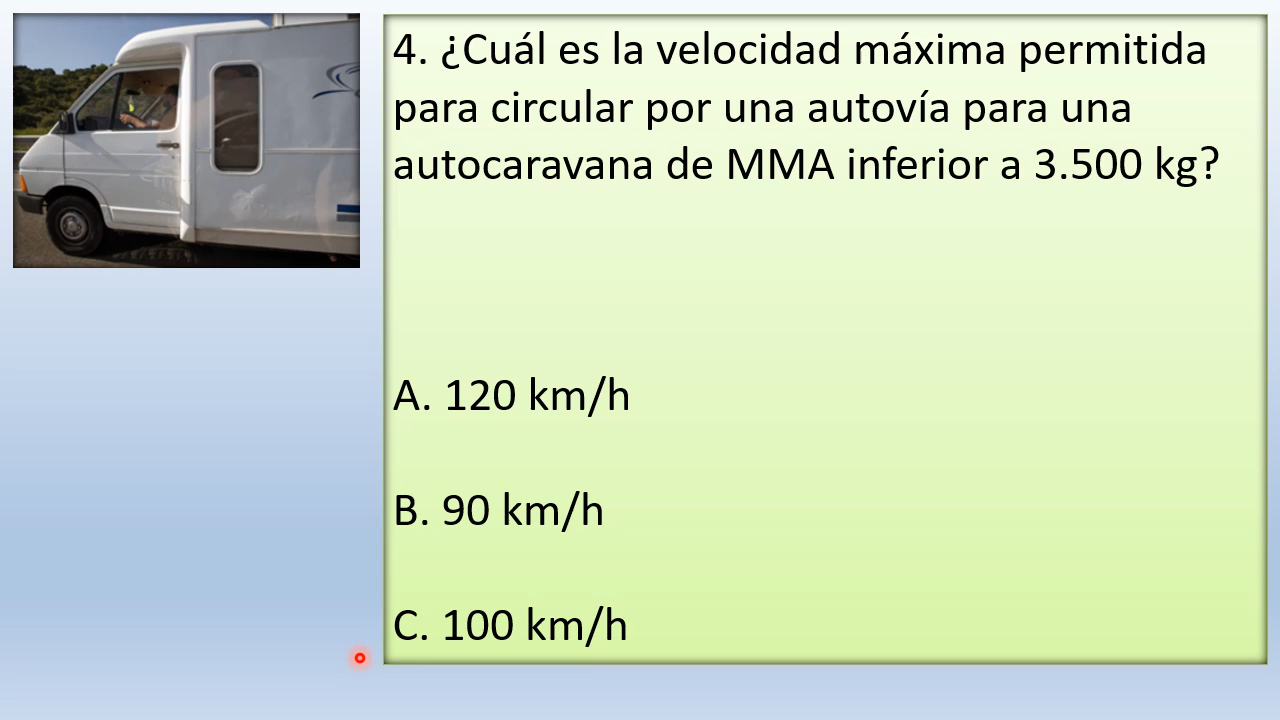 4. ¿Cuál es la velocidad máxima permitida
para circular por una autovía para una
autocaravana de MMA inferior a 3.500 kg?
A. 120 km/h
B. 90 km/h
C. 100 km/h